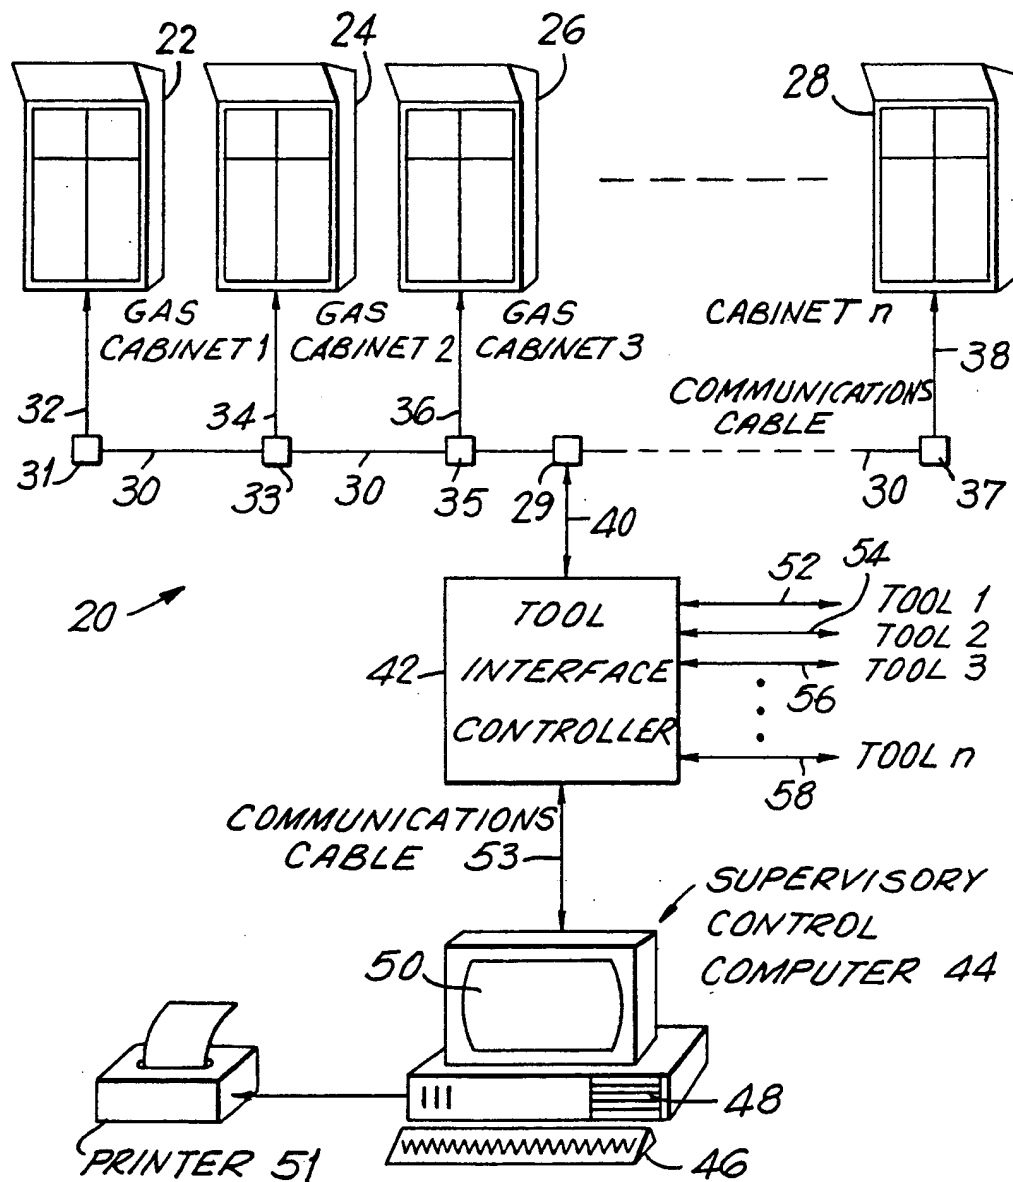 22
24
26
28
GAS
CABINET 1
GAS
CABINET 2
GAS
CABINET 3
CABINET n
32
34
36
COMMUNICATIONS
CABLE
38
31
30
33
30
35
29
30
37
40
20
42
TOOL
INTERFACE
CONTROLLER
52
54
TOOL 1
TOOL 2
TOOL 3
56
TOOL n
58
COMMUNICATIONS
CABLE
53
SUPERVISORY
CONTROL
COMPUTER 44
50
48
46
PRINTER 51